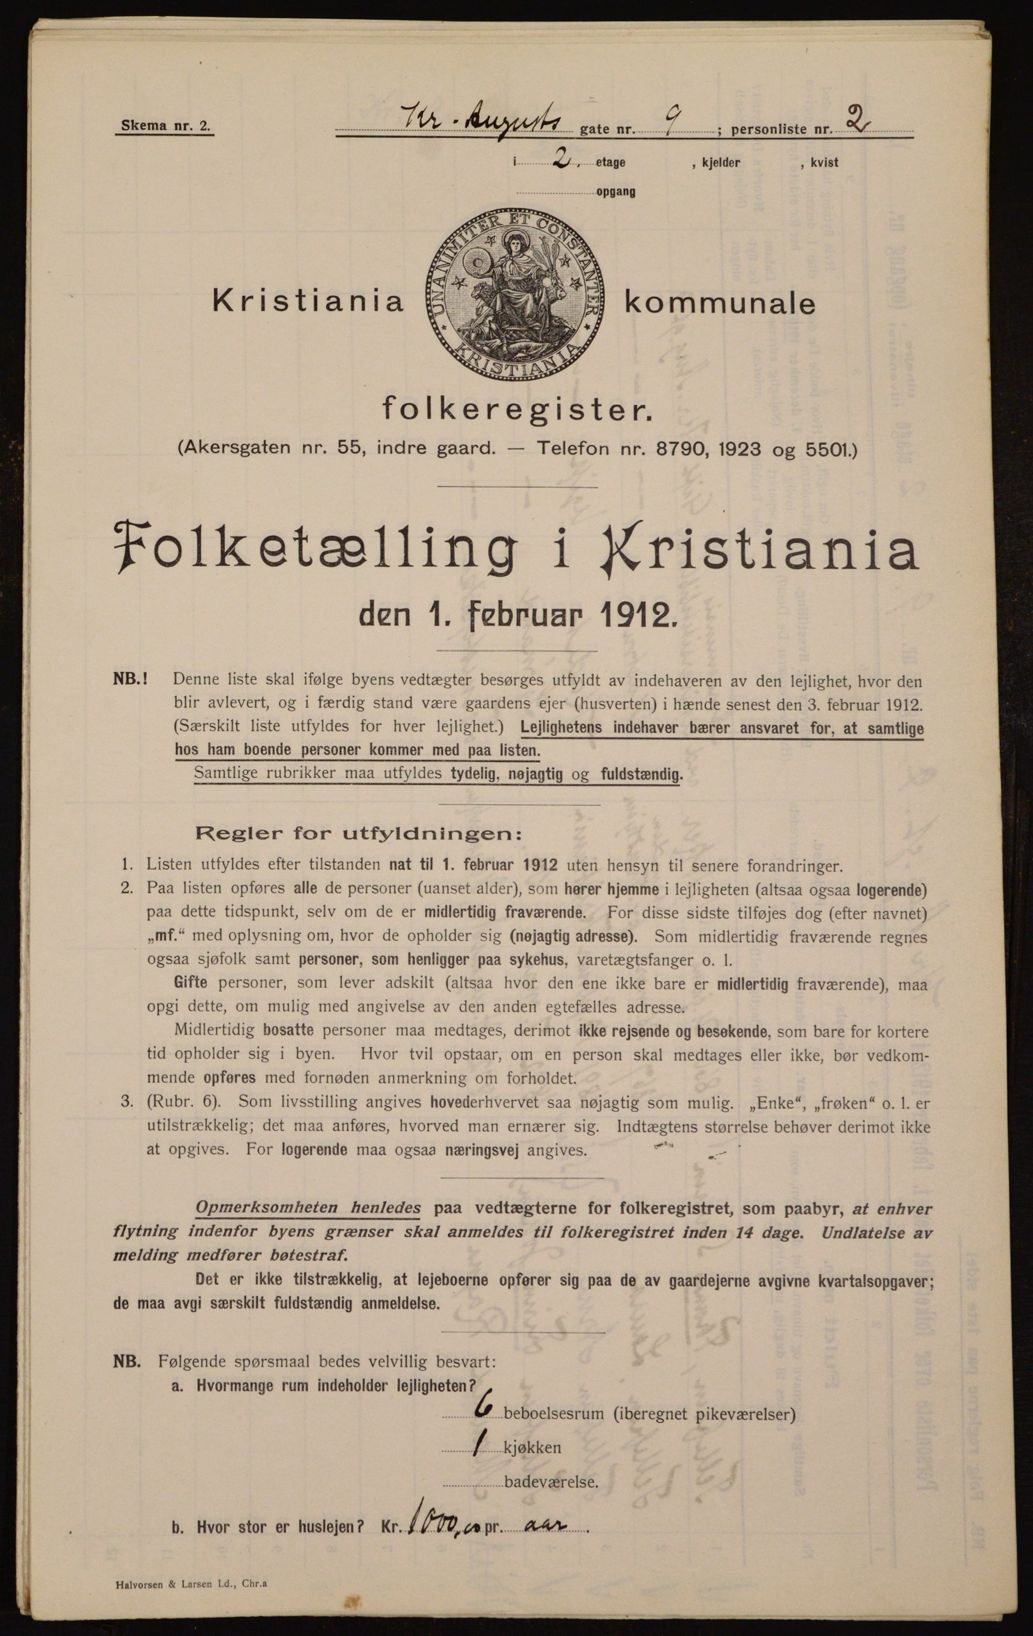 Skema nr. 2.
Kr. Augusts gate nr. 9 ; personliste nr. 2
i 2. etage , kjelder , kvist
opgang
UNANIMITER ET CONSTANTER
KRISTIANIA
Kristiania kommunale
folkeregister.
(Akersgaten nr. 55, indre gaard. — Telefon nr. 8790, 1923 og 5501.)
Folketælling i Kristiania
den 1. februar 1912.
NB.! Denne liste skal ifølge byens vedtægter besørges utfyldt av indehaveren av den lejlighet, hvor den
blir avlevert, og i færdig stand være gaardens ejer (husverten) i hænde senest den 3. februar 1912.
(Særskilt liste utfyldes for hver lejlighet.) Lejlighetens indehaver bærer ansvaret for, at samtlige
hos ham boende personer kommer med paa listen.
Samtlige rubrikker maa utfyldes tydelig, nøjagtig og fuldstændig.
Regler for utfyldningen:
1. Listen utfyldes efter tilstanden nat til 1. februar 1912 uten hensyn til senere forandringer.
2. Paa listen opføres alle de personer (uanset alder), som hører hjemme i lejligheten (altsaa ogsaa logerende)
paa dette tidspunkt, selv om de er midlertidig fraværende. For disse sidste tilføjes dog (efter navnet)
„mf.“ med oplysning om, hvor de opholder sig (nøjagtig adresse). Som midlertidig fraværende regnes
ogsaa sjøfolk samt personer, som henligger paa sykehus, varetægtsfanger o. l.
Gifte personer, som lever adskilt (altsaa hvor den ene ikke bare er midlertidig fraværende), maa
opgi dette, om mulig med angivelse av den anden egtefælles adresse.
Midlertidig bosatte personer maa medtages, derimot ikke rejsende og besøkende, som bare for kortere
tid opholder sig i byen. Hvor tvil opstaar, om en person skal medtages eller ikke, bør vedkom-
mende opføres med fornøden anmerkning om forholdet.
3. (Rubr. 6). Som livsstilling angives hovederhvervet saa nøjagtig som mulig. „Enke“, „frøken“ o. l. er
utilstrækkelig; det maa anføres, hvorved man ernærer sig. Indtægtens størrelse behøver derimot ikke
at opgives. For logerende maa ogsaa næringsvej angives.
Opmerksomheten henledes paa vedtægterne for folkeregistret, som paabyr, at enhver
flytning indenfor byens grænser skal anmeldes til folkeregistret inden 14 dage. Undlatelse av
melding medfører bøtestraf.
Det er ikke tilstrækkelig, at lejeboerne opfører sig paa de av gaardejerne avgivne kvartalsopgaver;
de maa avgi særskilt fuldstændig anmeldelse.
NB. Følgende spørsmaal bedes velvillig besvart:
a. Hvormange rum indeholder lejligheten?
6 beboelsesrum (iberegnet pikeværelser)
1 kjøkken
badeværelse.
b. Hvor stor er huslejen? Kr. 1000,00 pr. aar.
Halvorsen & Larsen Ld., Chr.a